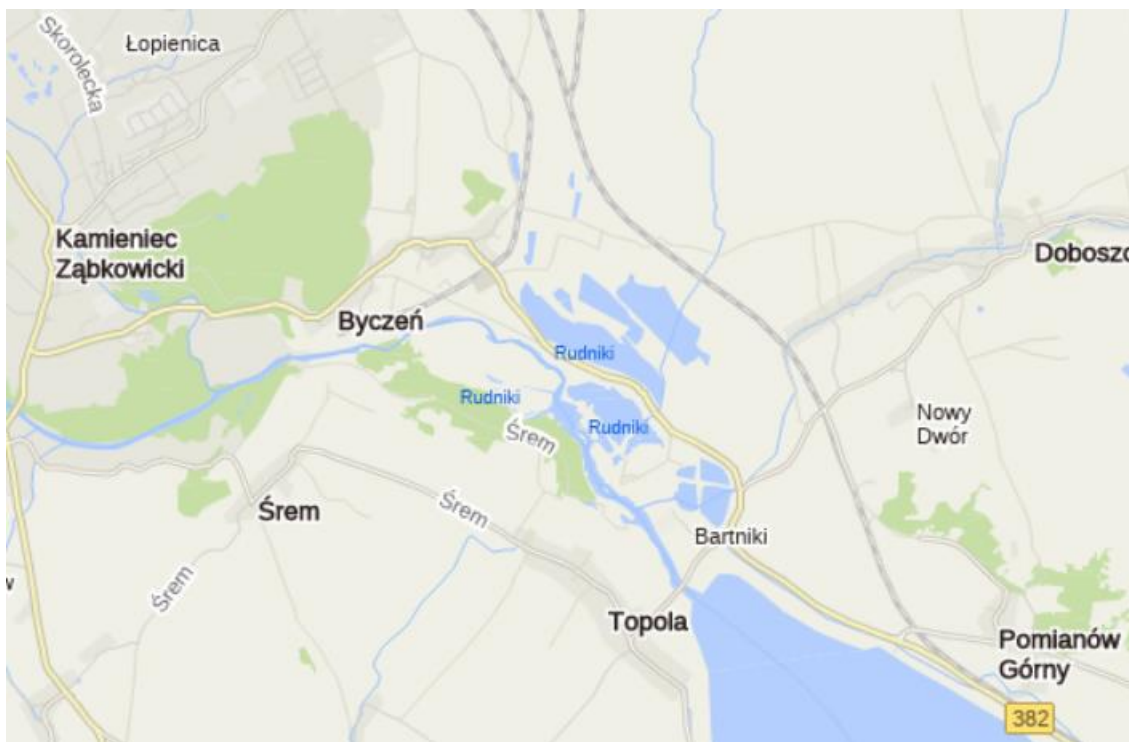 Skorolecka
Łopienica
Kamieniec
Ząbkowicki
Doboszo
Byczeń
Rudniki
Rudniki
Rudniki
Nowy
Dwór
Śrem
Śrem
Śrem
Bartniki
Śrem
w
Topola
Pomianów
Górny
382